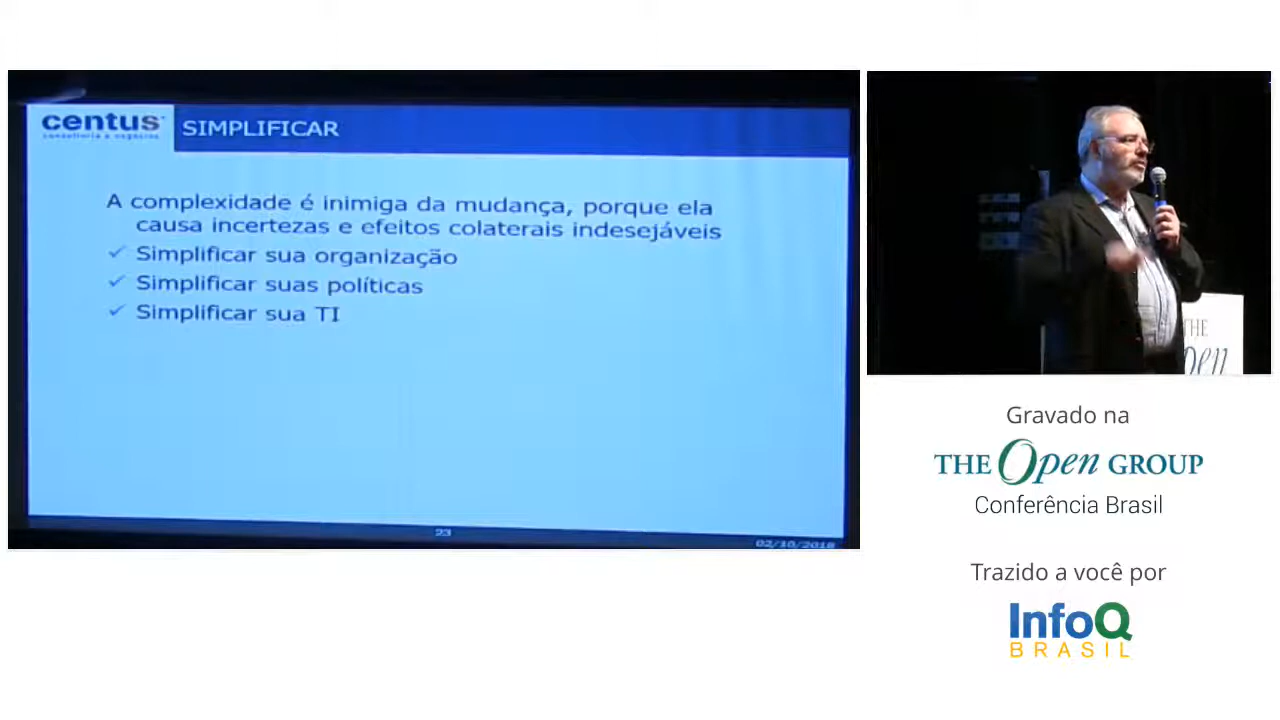 centus
consultoria e negócios
SIMPLIFICAR
A complexidade é inimiga da mudança, porque ela
causa incertezas e efeitos colaterais indesejáveis
✓ Simplificar sua organização
✓ Simplificar suas políticas
✓ Simplificar sua TI
23
02/10/2018
THE
Open
Gravado na
THE Open GROUP
Conferência Brasil
Trazido a você por
InfoQ
BRASIL